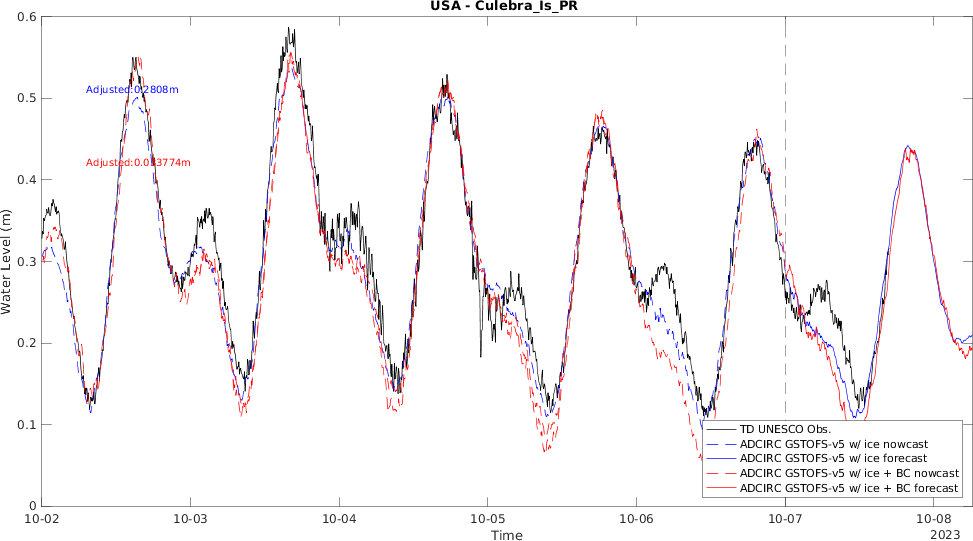 USA - Culebra_Is_PR
0.6
0.5
0.4
0.3
0.2
0.1
0
Water Level (m)
Adjusted:0.2808m
Adjusted:0.013774m
TD UNESCO Obs.
ADCIRC GSTOFS-v5 w/ ice nowcast
ADCIRC GSTOFS-v5 w/ ice forecast
ADCIRC GSTOFS-v5 w/ ice + BC nowcast
ADCIRC GSTOFS-v5 w/ ice + BC forecast
10-02 10-03 10-04 10-05 10-06 10-07 10-08
Time
2023